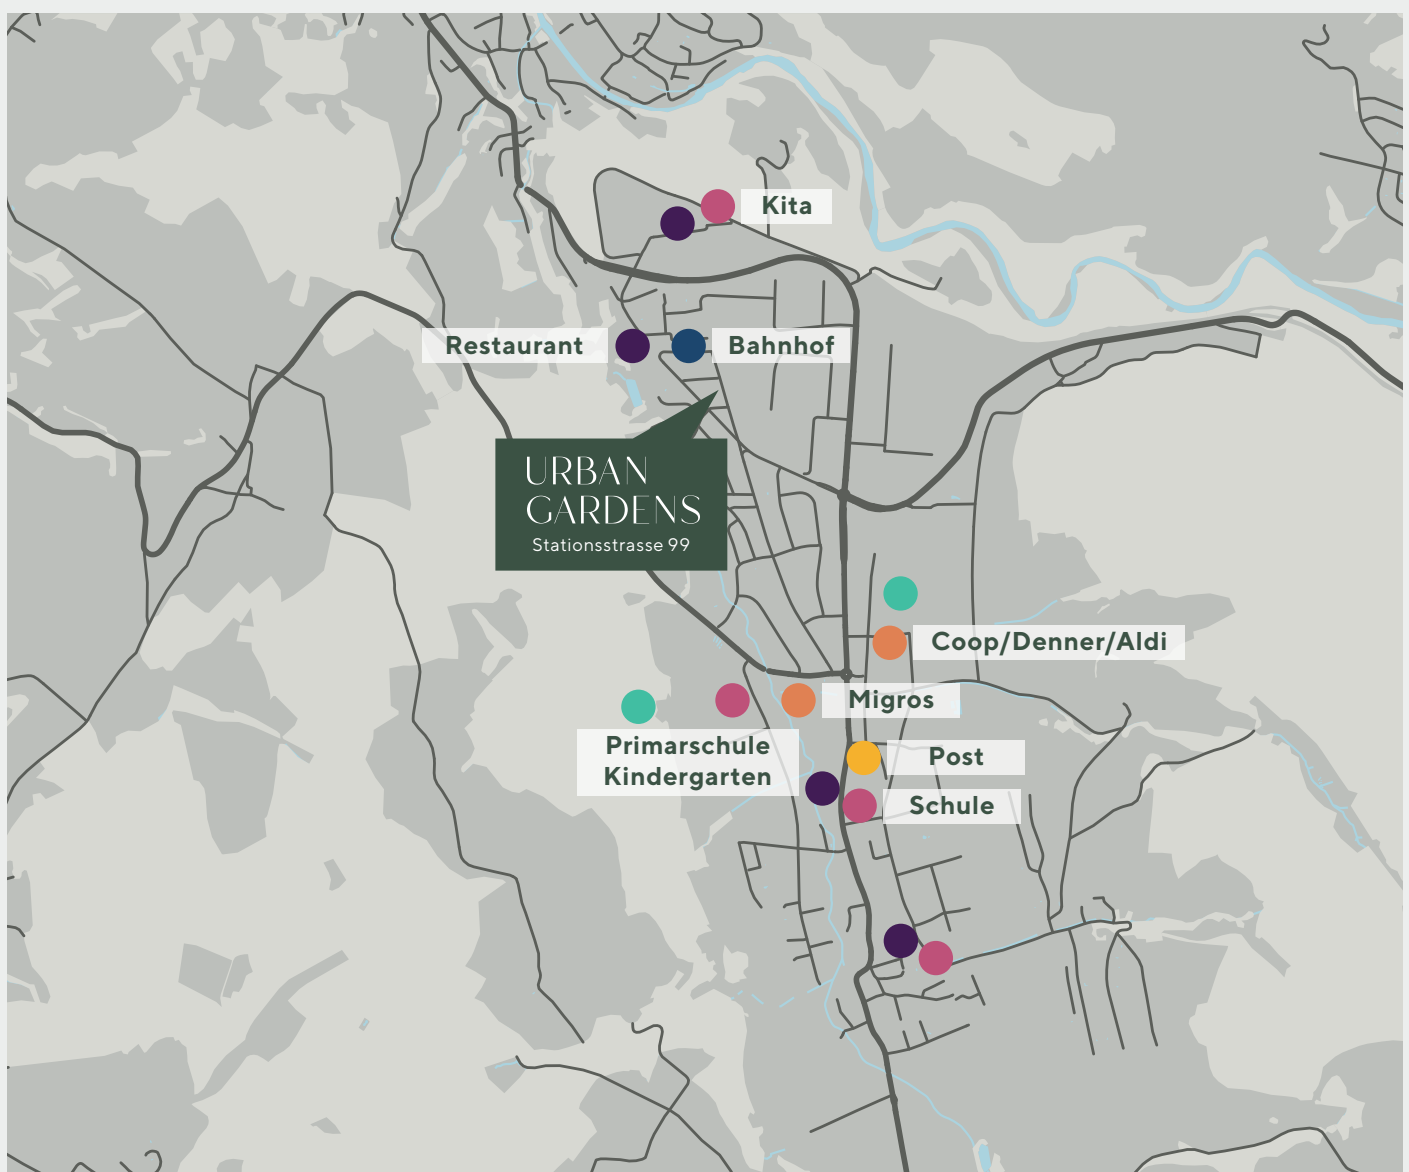 Kita
Restaurant
Bahnhof
URBAN
GARDENS
Stationsstrasse 99
Coop/Denner/Aldi
Migros
Primarschule
Kindergarten
Post
Schule